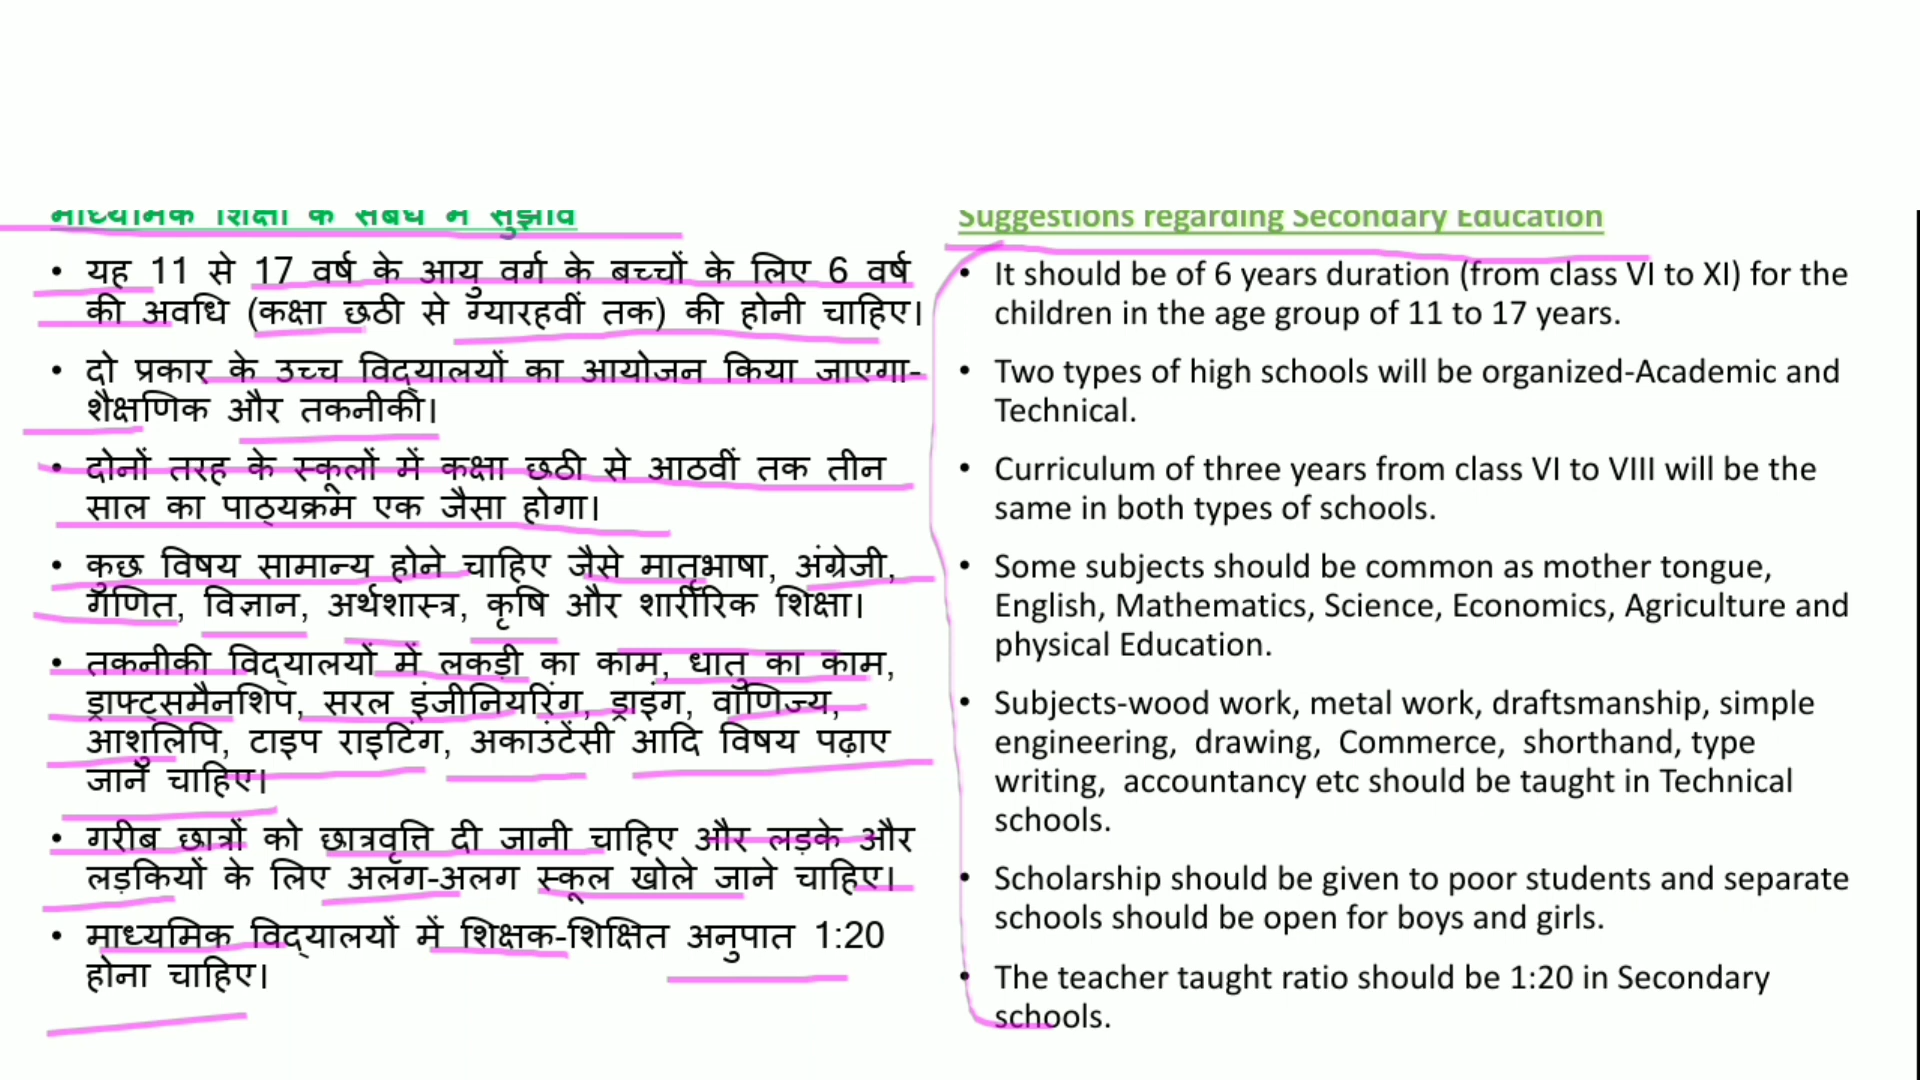 माध्यमिक शिक्षा के संबंध में सुझाव
• यह 11 से 17 वर्ष के आयु वर्ग के बच्चों के लिए 6 वर्ष
की अवधि (कक्षा छठी से ग्यारहवीं तक) की होनी चाहिए।
• दो प्रकार के उच्च विद्यालयों का आयोजन किया जाएगा-
शैक्षणिक और तकनीकी।
• दोनों तरह के स्कूलों में कक्षा छठी से आठवीं तक तीन
साल का पाठ्यक्रम एक जैसा होगा।
• कुछ विषय सामान्य होने चाहिए जैसे मातृभाषा, अंग्रेजी,
गणित, विज्ञान, अर्थशास्त्र, कृषि और शारीरिक शिक्षा।
• तकनीकी विद्यालयों में लकड़ी का काम, धातु का काम,
ड्राफ्ट्समैनशिप, सरल इंजीनियरिंग, ड्राइंग, वाणिज्य,
आशुलिपि, टाइप राइटिंग, अकाउंटेंसी आदि विषय पढ़ाए
जाने चाहिए।
• गरीब छात्रों को छात्रवृत्ति दी जानी चाहिए और लड़के और
लड़कियों के लिए अलग-अलग स्कूल खोले जाने चाहिए।
• माध्यमिक विद्यालयों में शिक्षक-शिक्षित अनुपात 1:20
होना चाहिए।
Suggestions regarding Secondary Education
• It should be of 6 years duration (from class VI to XI) for the
children in the age group of 11 to 17 years.
• Two types of high schools will be organized-Academic and
Technical.
• Curriculum of three years from class VI to VIII will be the
same in both types of schools.
• Some subjects should be common as mother tongue,
English, Mathematics, Science, Economics, Agriculture and
physical Education.
• Subjects-wood work, metal work, draftsmanship, simple
engineering, drawing, Commerce, shorthand, type
writing, accountancy etc should be taught in Technical
schools.
• Scholarship should be given to poor students and separate
schools should be open for boys and girls.
• The teacher taught ratio should be 1:20 in Secondary
schools.